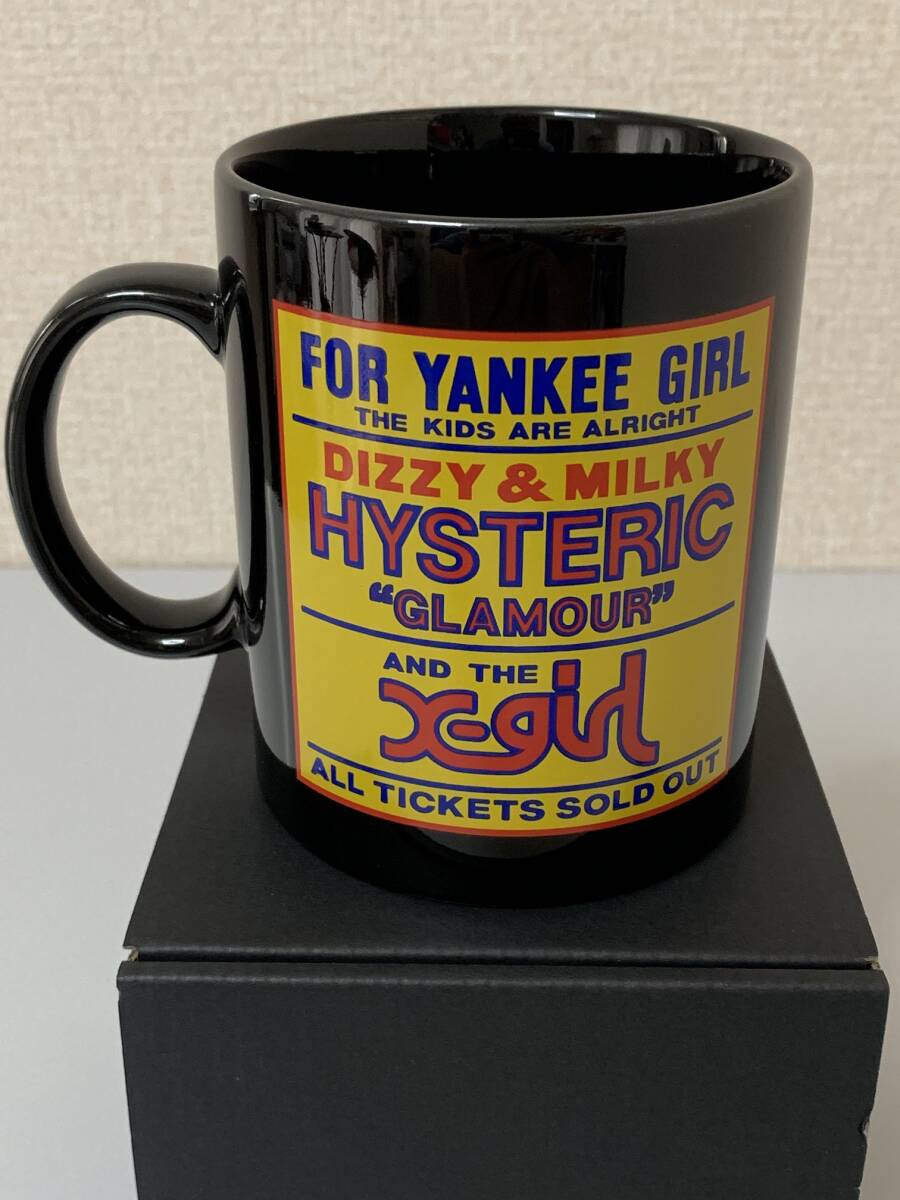 FOR YANKEE GIRL
THE KIDS ARE ALRIGHT
DIZZY & MILKY
HYSTERIC
“GLAMOUR”
AND THE
x-girl
ALL TICKETS SOLD OUT